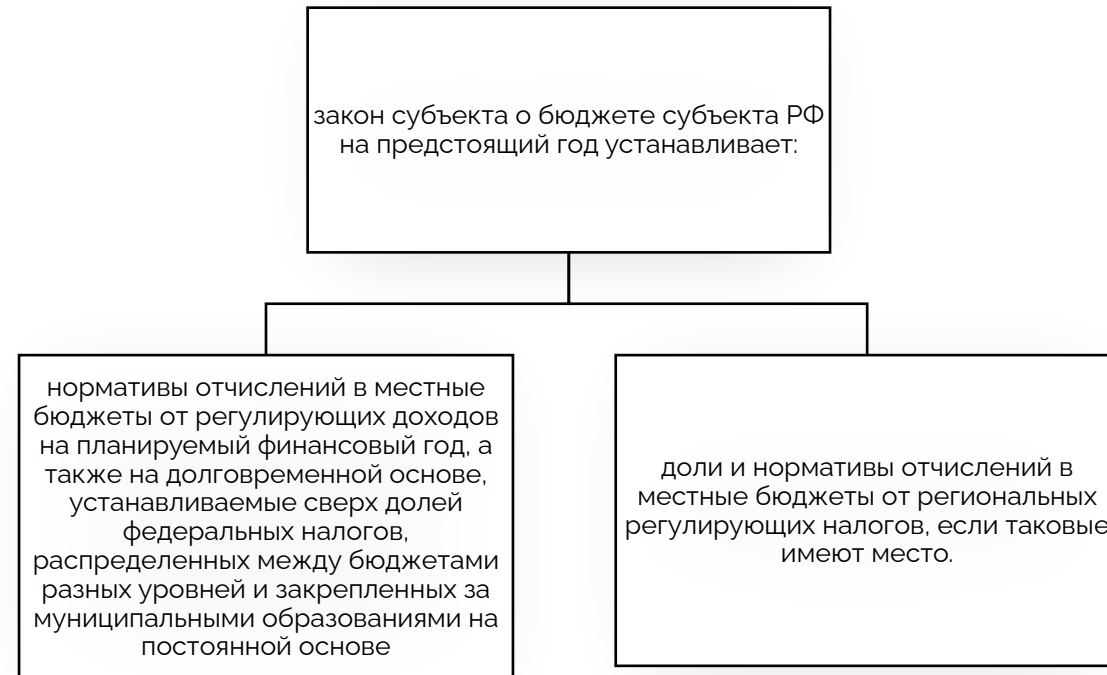 закон субъекта о бюджете субъекта РФ
на предстоящий год устанавливает:
нормативы отчислений в местные
бюджеты от регулирующих доходов
на планируемый финансовый год, а
также на долговременной основе,
устанавливаемые сверх долей
федеральных налогов,
распределенных между бюджетами
разных уровней и закрепленных за
муниципальными образованиями на
постоянной основе
доли и нормативы отчислений в
местные бюджеты от региональных
регулирующих налогов, если таковые
имеют место.